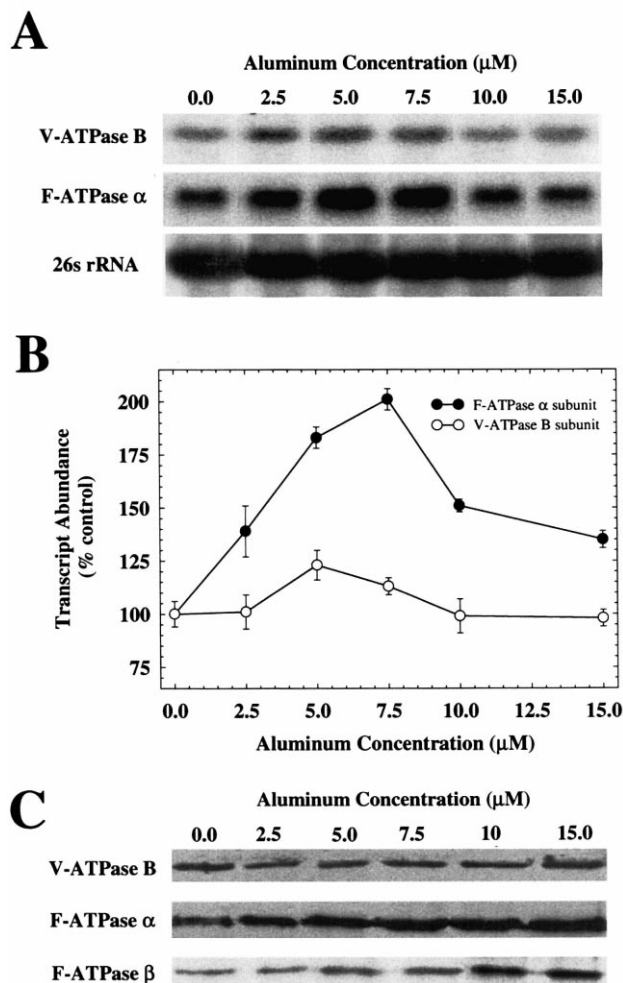 A
Aluminum Concentration (μM)
0.0 2.5 5.0 7.5 10.0 15.0
V-ATPase B
F-ATPase α
26s rRNA
B
Transcript Abundance
(% control)
200
175
150
125
100
75
F-ATPase α subunit
V-ATPase B subunit
0.0 2.5 5.0 7.5 10.0 12.5 15.0
Aluminum Concentration (μM)
C
Aluminum Concentration (μM)
0.0 2.5 5.0 7.5 10 15.0
V-ATPase B
F-ATPase α
F-ATPase β